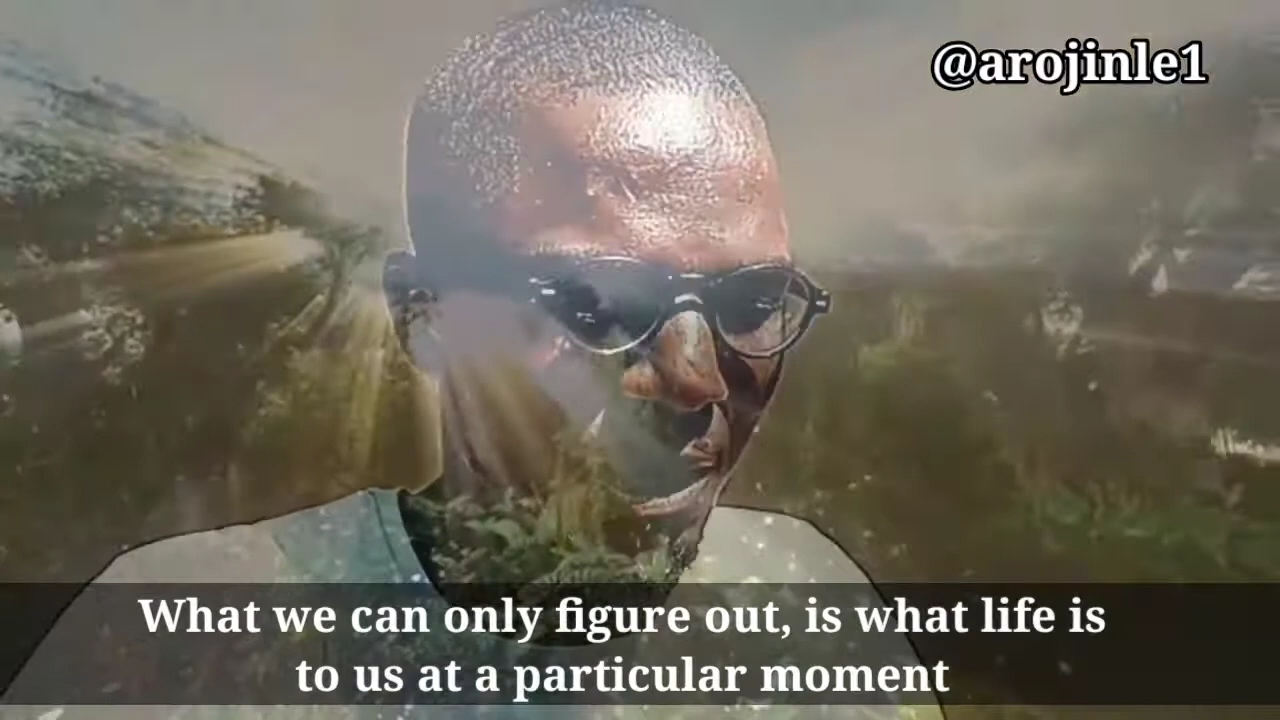 @arojinle1
What we can only figure out, is what life is
to us at a particular moment